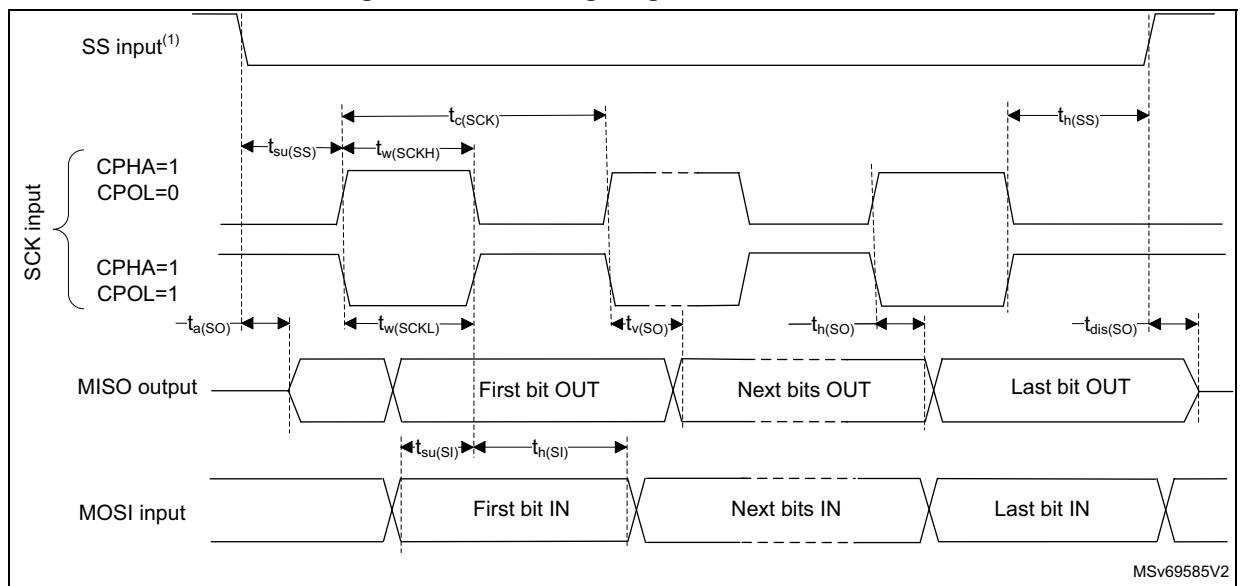 SS input(1)
tc(SCK)
th(SS)
tsu(SS)
tw(SCKH)
CPHA=1
CPOL=0
SCK input
CPHA=1
CPOL=1
ta(SO)
tw(SCKL)
tv(SO)
th(SO)
tdis(SO)
MISO output
First bit OUT
Next bits OUT
Last bit OUT
tsu(SI)
th(SI)
MOSI input
First bit IN
Next bits IN
Last bit IN
MSv69585V2